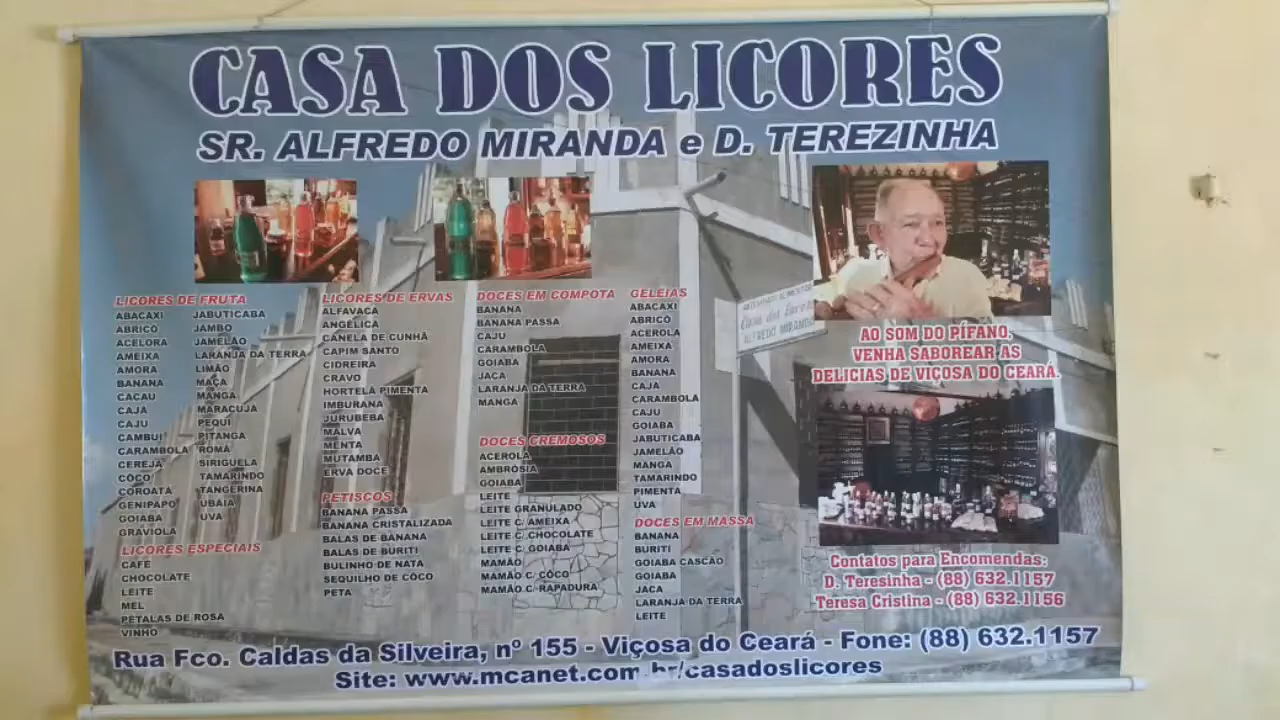 CASA DOS LICORES
SR. ALFREDO MIRANDA e D. TEREZINHA
LICORES DE FRUTA
ABACAXI
ABRICÓ
ACELORA
AMEIXA
AMORA
BANANA
CACAU
CAJÁ
CAJU
CAMBUI
CARAMBOLA
CEREJA
CÔCO
COROATÁ
GENIPAPO
GOIABA
GRAVIOLA
JABUTICABA
JAMBO
JAMELÃO
LARANJA DA TERRA
LIMÃO
MAÇA
MANGA
MARACUJÁ
PEQUI
PITANGA
ROMÃ
SIRIGUELA
TAMARINDO
TANGERINA
UBAIA
UVA
LICORES ESPECIAIS
CAFÉ
CHOCOLATE
LEITE
MEL
PÉTALAS DE ROSA
VINHO
LICORES DE ERVAS
ALFAVACA
ANGÉLICA
CANELA DE CUNHÃ
CAPIM SANTO
CIDREIRA
CRAVO
HORTELÃ PIMENTA
IMBURANA
JURUBEBA
MALVA
MENTA
MUTAMBA
ERVA DOCE
PETISCOS
BANANA PASSA
BANANA CRISTALIZADA
BALAS DE BANANA
BALAS DE BURITI
BULINHO DE NATA
SEQUILHO DE CÔCO
PETA
DOCES EM COMPOTA
BANANA
BANANA PASSA
CAJU
CARAMBOLA
GOIABA
JACA
LARANJA DA TERRA
MANGA
DOCES CREMOSOS
ACEROLA
AMBRÓSIA
GOIABA
LEITE
LEITE GRANULADO
LEITE C/ AMEIXA
LEITE C/ CHOCOLATE
LEITE C/ GOIABA
MAMÃO
MAMÃO C/ CÔCO
MAMÃO C/ RAPADURA
GELÉIAS
ABACAXI
ABRICÓ
ACEROLA
AMEIXA
AMORA
BANANA
CAJÁ
CARAMBOLA
CAJU
GOIABA
JABUTICABA
JAMELÃO
MANGA
TAMARINDO
PIMENTA
UVA
DOCES EM MASSA
BANANA
BURITI
GOIABA CASCÃO
GOIABA
JACA
LARANJA DA TERRA
LEITE
Casa dos Licores
ALFREDO MIRANDA
AO SOM DO PÍFANO,
VENHA SABOREAR AS
DELICIAS DE VIÇOSA DO CEARÁ.
Contatos para Encomendas:
D. Teresinha - (88) 632.1157
Teresa Cristina - (88) 632.1156
Rua Fco. Caldas da Silveira, nº 155 - Viçosa do Ceará - Fone: (88) 632.1157
Site: www.mcanet.com.br/casadoslicores